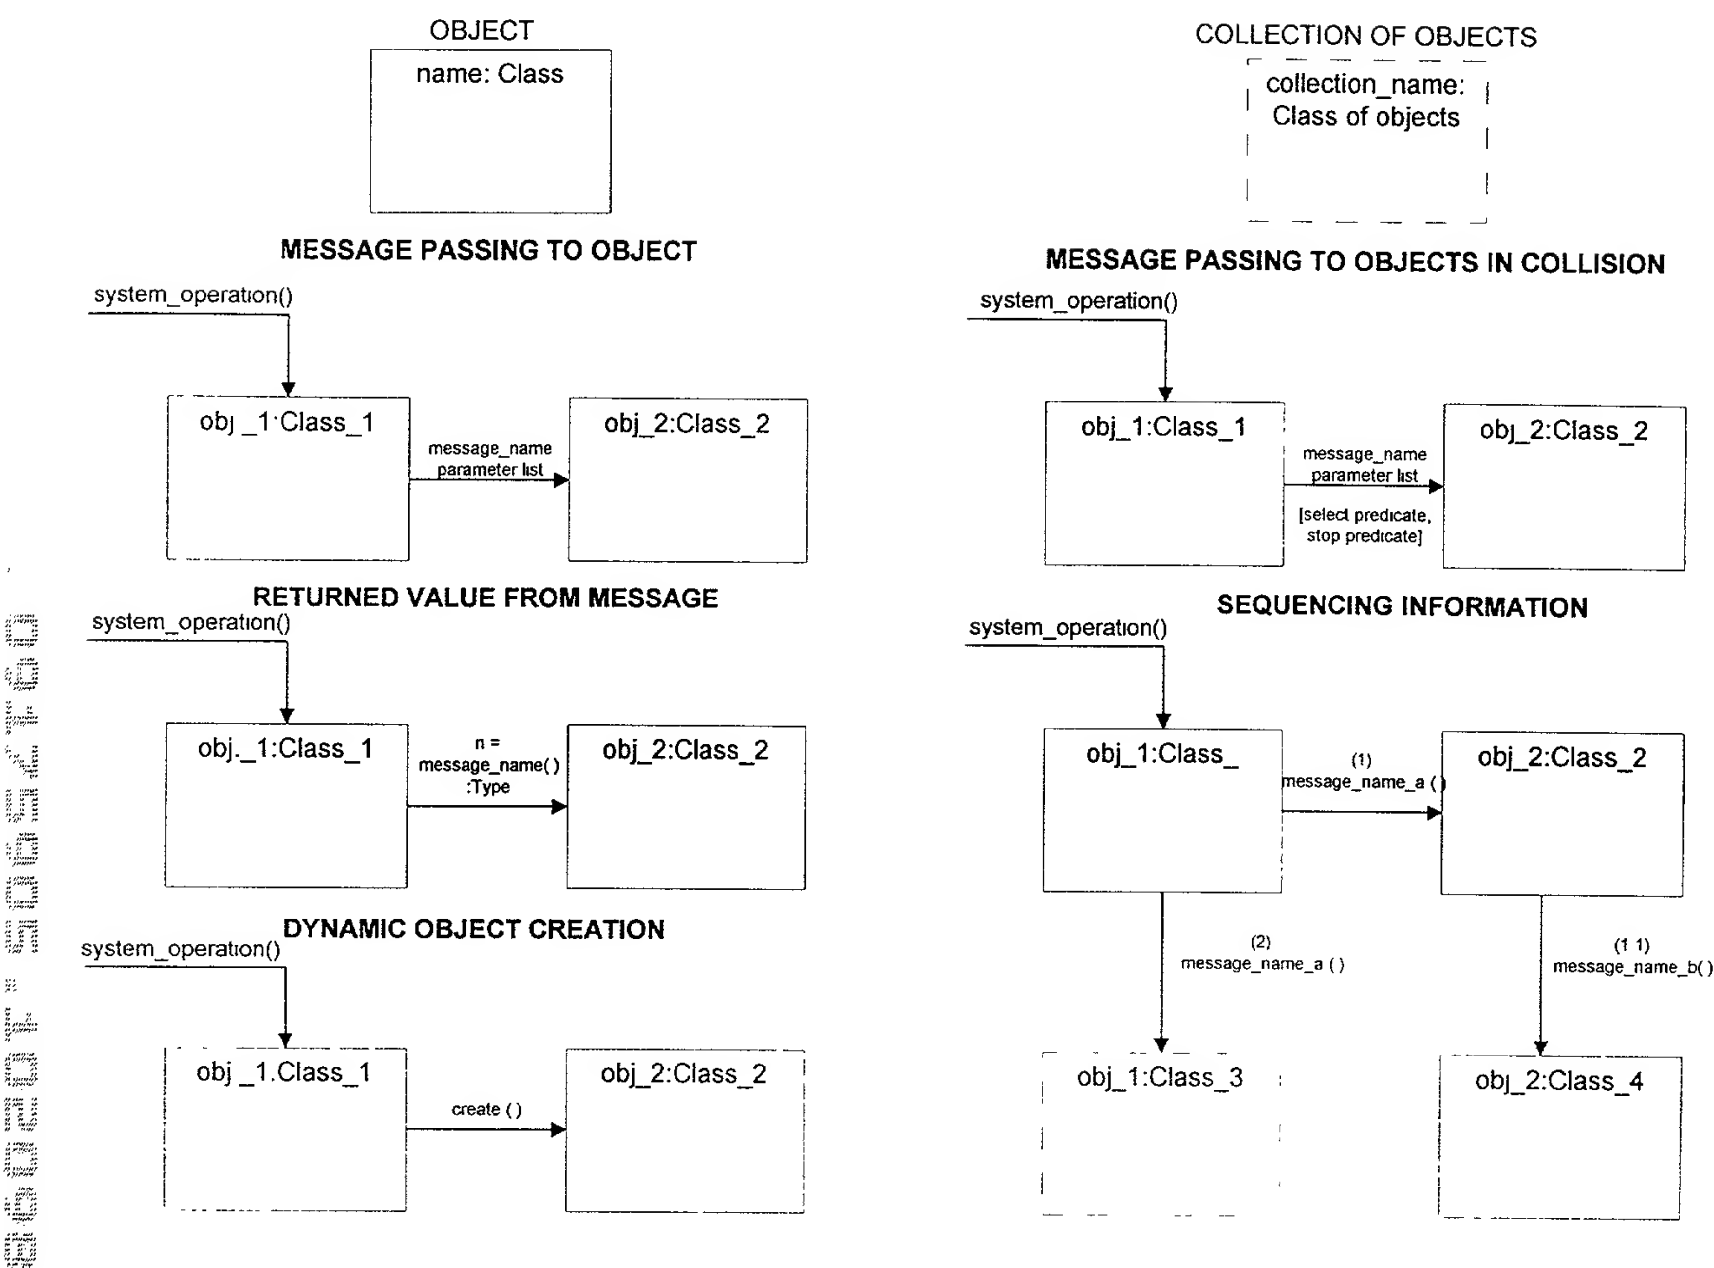 OBJECT
name: Class
COLLECTION OF OBJECTS
collection_name:
Class of objects
MESSAGE PASSING TO OBJECT
system_operation()
obj _1:Class_1
message_name
parameter list
obj_2:Class_2
MESSAGE PASSING TO OBJECTS IN COLLISION
system_operation()
obj_1:Class_1
message_name
parameter list
[select predicate,
stop predicate]
obj_2:Class_2
RETURNED VALUE FROM MESSAGE
system_operation()
obj._1:Class_1
n =
message_name( )
:Type
obj_2:Class_2
SEQUENCING INFORMATION
system_operation()
obj_1:Class_
(1)
message_name_a ( )
obj_2:Class_2
(2)
message_name_a ( )
(1 1)
message_name_b( )
obj_1:Class_3
obj_2:Class_4
DYNAMIC OBJECT CREATION
system_operation()
obj _1.Class_1
create ( )
obj_2:Class_2